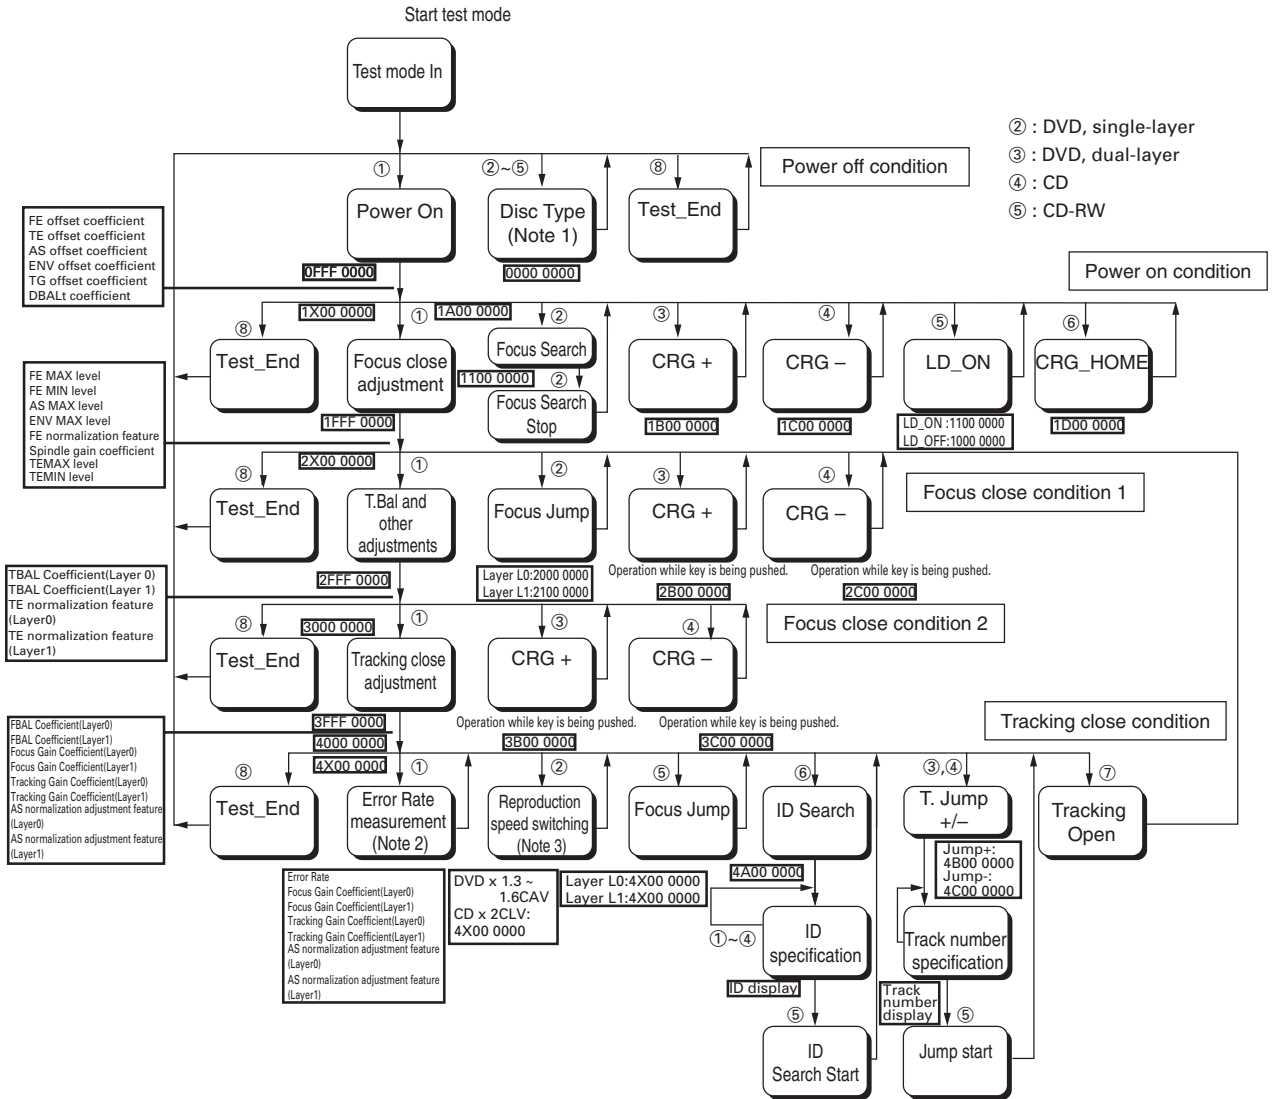 Start test mode
Test mode In
② : DVD, single-layer
③ : DVD, dual-layer
④ : CD
⑤ : CD-RW
①
②~⑤
⑧
Power off condition
Power On
Disc Type
(Note 1)
Test_End
0FFF 0000
0000 0000
FE offset coefficient
TE offset coefficient
AS offset coefficient
ENV offset coefficient
TG offset coefficient
DBALt coefficient
Power on condition
⑧
1X00 0000
①
1A00 0000
②
③
④
⑤
⑥
Test_End
Focus close
adjustment
Focus Search
1100 0000
②
Focus Search
Stop
CRG +
CRG –
LD_ON
CRG_HOME
1FFF 0000
1B00 0000
1C00 0000
LD_ON :1100 0000
LD_OFF:1000 0000
1D00 0000
FE MAX level
FE MIN level
AS MAX level
ENV MAX level
FE normalization feature
Spindle gain coefficient
TEMAX level
TEMIN level
⑧
2X00 0000
①
②
③
④
Focus close condition 1
Test_End
T.Bal and
other
adjustments
Focus Jump
CRG +
CRG –
2FFF 0000
Layer L0:2000 0000
Layer L1:2100 0000
Operation while key is being pushed.
2B00 0000
Operation while key is being pushed.
2C00 0000
TBAL Coefficient(Layer 0)
TBAL Coefficient(Layer 1)
TE normalization feature
(Layer0)
TE normalization feature
(Layer1)
⑧
3000 0000
①
③
④
Focus close condition 2
Test_End
Tracking close
adjustment
CRG +
CRG –
3FFF 0000
4000 0000
4X00 0000
Operation while key is being pushed.
3B00 0000
Operation while key is being pushed.
3C00 0000
Tracking close condition
FBAL Coefficient(Layer0)
FBAL Coefficient(Layer1)
Focus Gain Coefficient(Layer0)
Focus Gain Coefficient(Layer1)
Tracking Gain Coefficient(Layer0)
Tracking Gain Coefficient(Layer1)
AS normalization adjustment feature
(Layer0)
AS normalization adjustment feature
(Layer1)
⑧
①
②
⑤
⑥
③,④
⑦
Test_End
Error Rate
measurement
(Note 2)
Reproduction
speed switching
(Note 3)
Focus Jump
ID Search
T. Jump
+/–
Tracking
Open
Error Rate
Focus Gain Coefficient(Layer0)
Focus Gain Coefficient(Layer1)
Tracking Gain Coefficient(Layer0)
Tracking Gain Coefficient(Layer1)
AS normalization adjustment feature
(Layer0)
AS normalization adjustment feature
(Layer1)
DVD x 1.3 ~
1.6CAV
CD x 2CLV:
4X00 0000
Layer L0:4X00 0000
Layer L1:4X00 0000
4A00 0000
Jump+:
4B00 0000
Jump-:
4C00 0000
①~④
ID
specification
Track number
specification
ID display
⑤
Track
number
display
⑤
ID
Search Start
Jump start